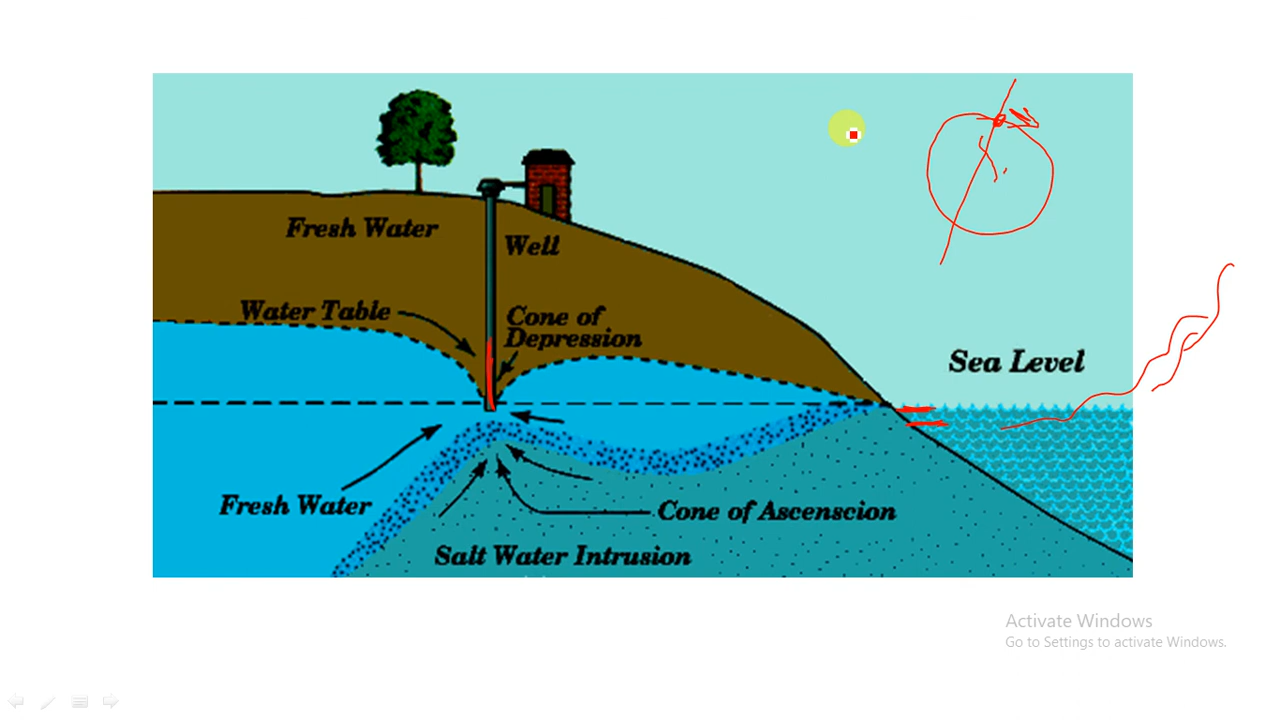 Fresh Water
Well
Water Table
Cone of
Depression
Sea Level
Fresh Water
Cone of Ascenscion
Salt Water Intrusion
Activate Windows
Go to Settings to activate Windows.